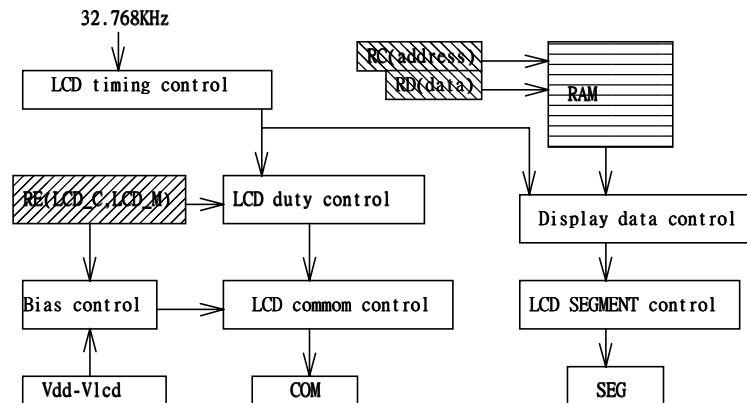 32.768KHz
RC(address)
LCD timing control
RD(data)
RAM
RE(LCD_C,LCD_M)
LCD duty control
Display data control
Bias control
LCD commom control
LCD SEGMENT control
Vdd-Vlcd
COM
SEG